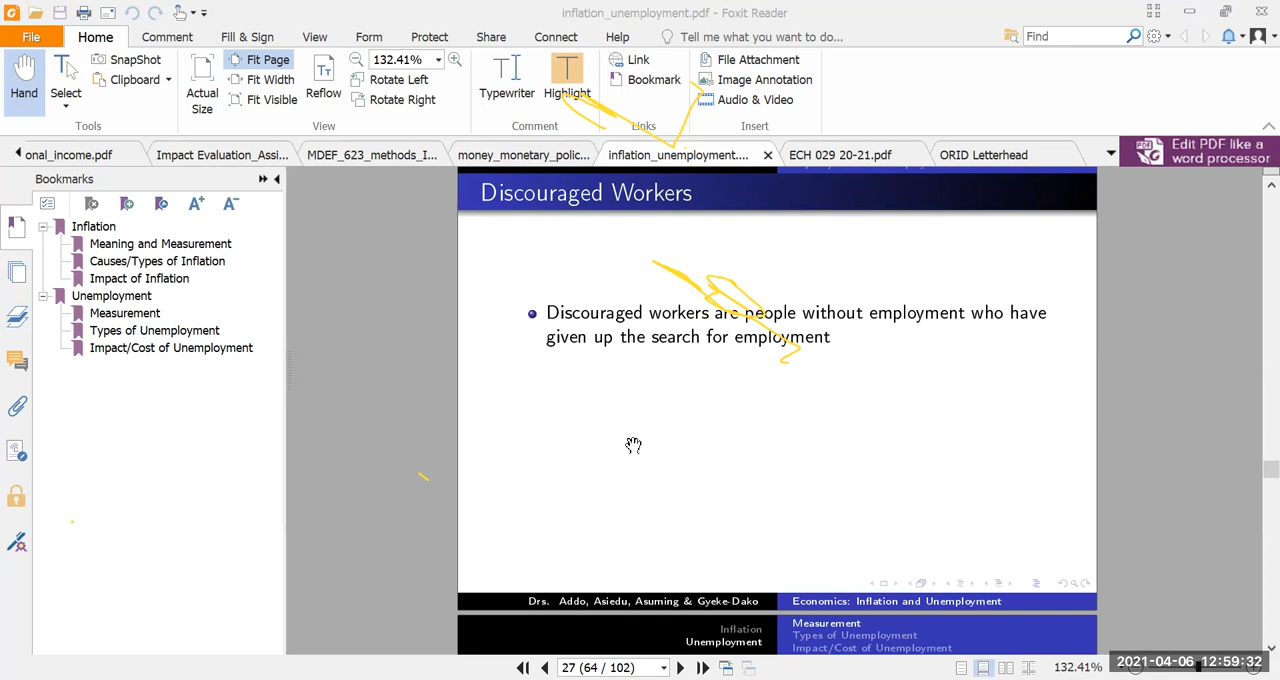 inflation_unemployment.pdf - Foxit Reader
File Home Comment Fill & Sign View Form Protect Share Connect Help Tell me what you want to do... Find
Hand Select SnapShot Clipboard Actual Size Fit Page Fit Width Fit Visible Reflow 132.41% Rotate Left Rotate Right Typewriter Highlight Link Bookmark File Attachment Image Annotation Audio & Video
Tools View Comment Links Insert
onal_income.pdf Impact Evaluation_Assi... MDEF_623_methods_I... money_monetary_polic... inflation_unemployment.... ECH 029 20-21.pdf ORID Letterhead
Edit PDF like a
word processor
Bookmarks
Inflation
Meaning and Measurement
Causes/Types of Inflation
Impact of Inflation
Unemployment
Measurement
Types of Unemployment
Impact/Cost of Unemployment
Discouraged Workers
Discouraged workers are people without employment who have
given up the search for employment
Drs. Addo, Asiedu, Asuming & Gyeke-Dako Economics: Inflation and Unemployment
Inflation
Unemployment
Measurement
Types of Unemployment
Impact/Cost of Unemployment
27 (64 / 102) 132.41%
2021-04-06 12:59:32